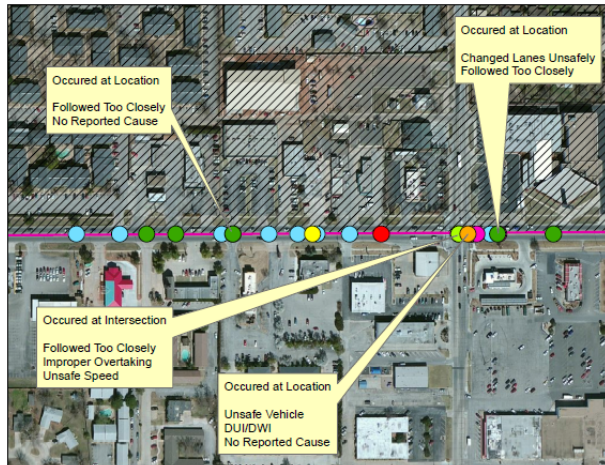 Occured at Location
Changed Lanes Unsafely
Followed Too Closely
Occured at Location
Followed Too Closely
No Reported Cause
Occured at Intersection
Followed Too Closely
Improper Overtaking
Unsafe Speed
Occured at Location
Unsafe Vehicle
DUI/DWI
No Reported Cause